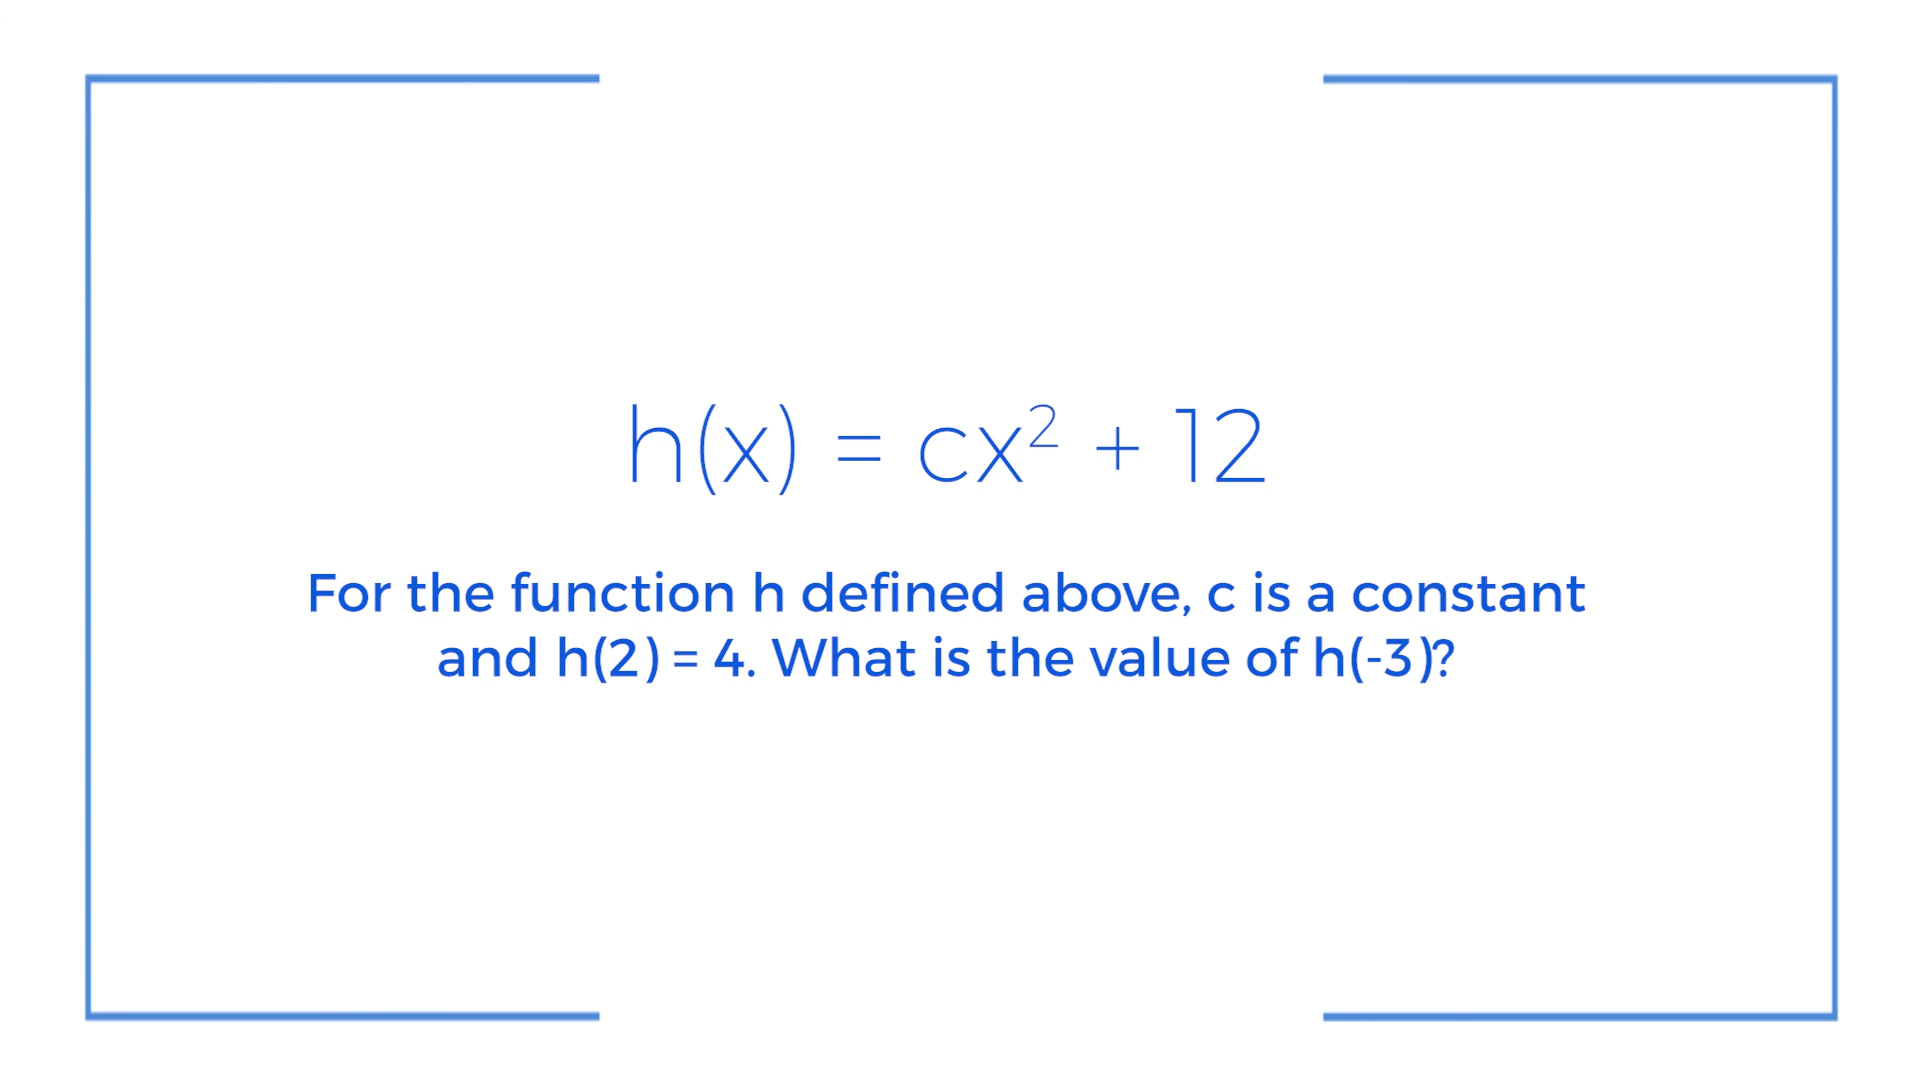 h(x) = cx² + 12
For the function h defined above, c is a constant
and h(2) = 4. What is the value of h(-3)?